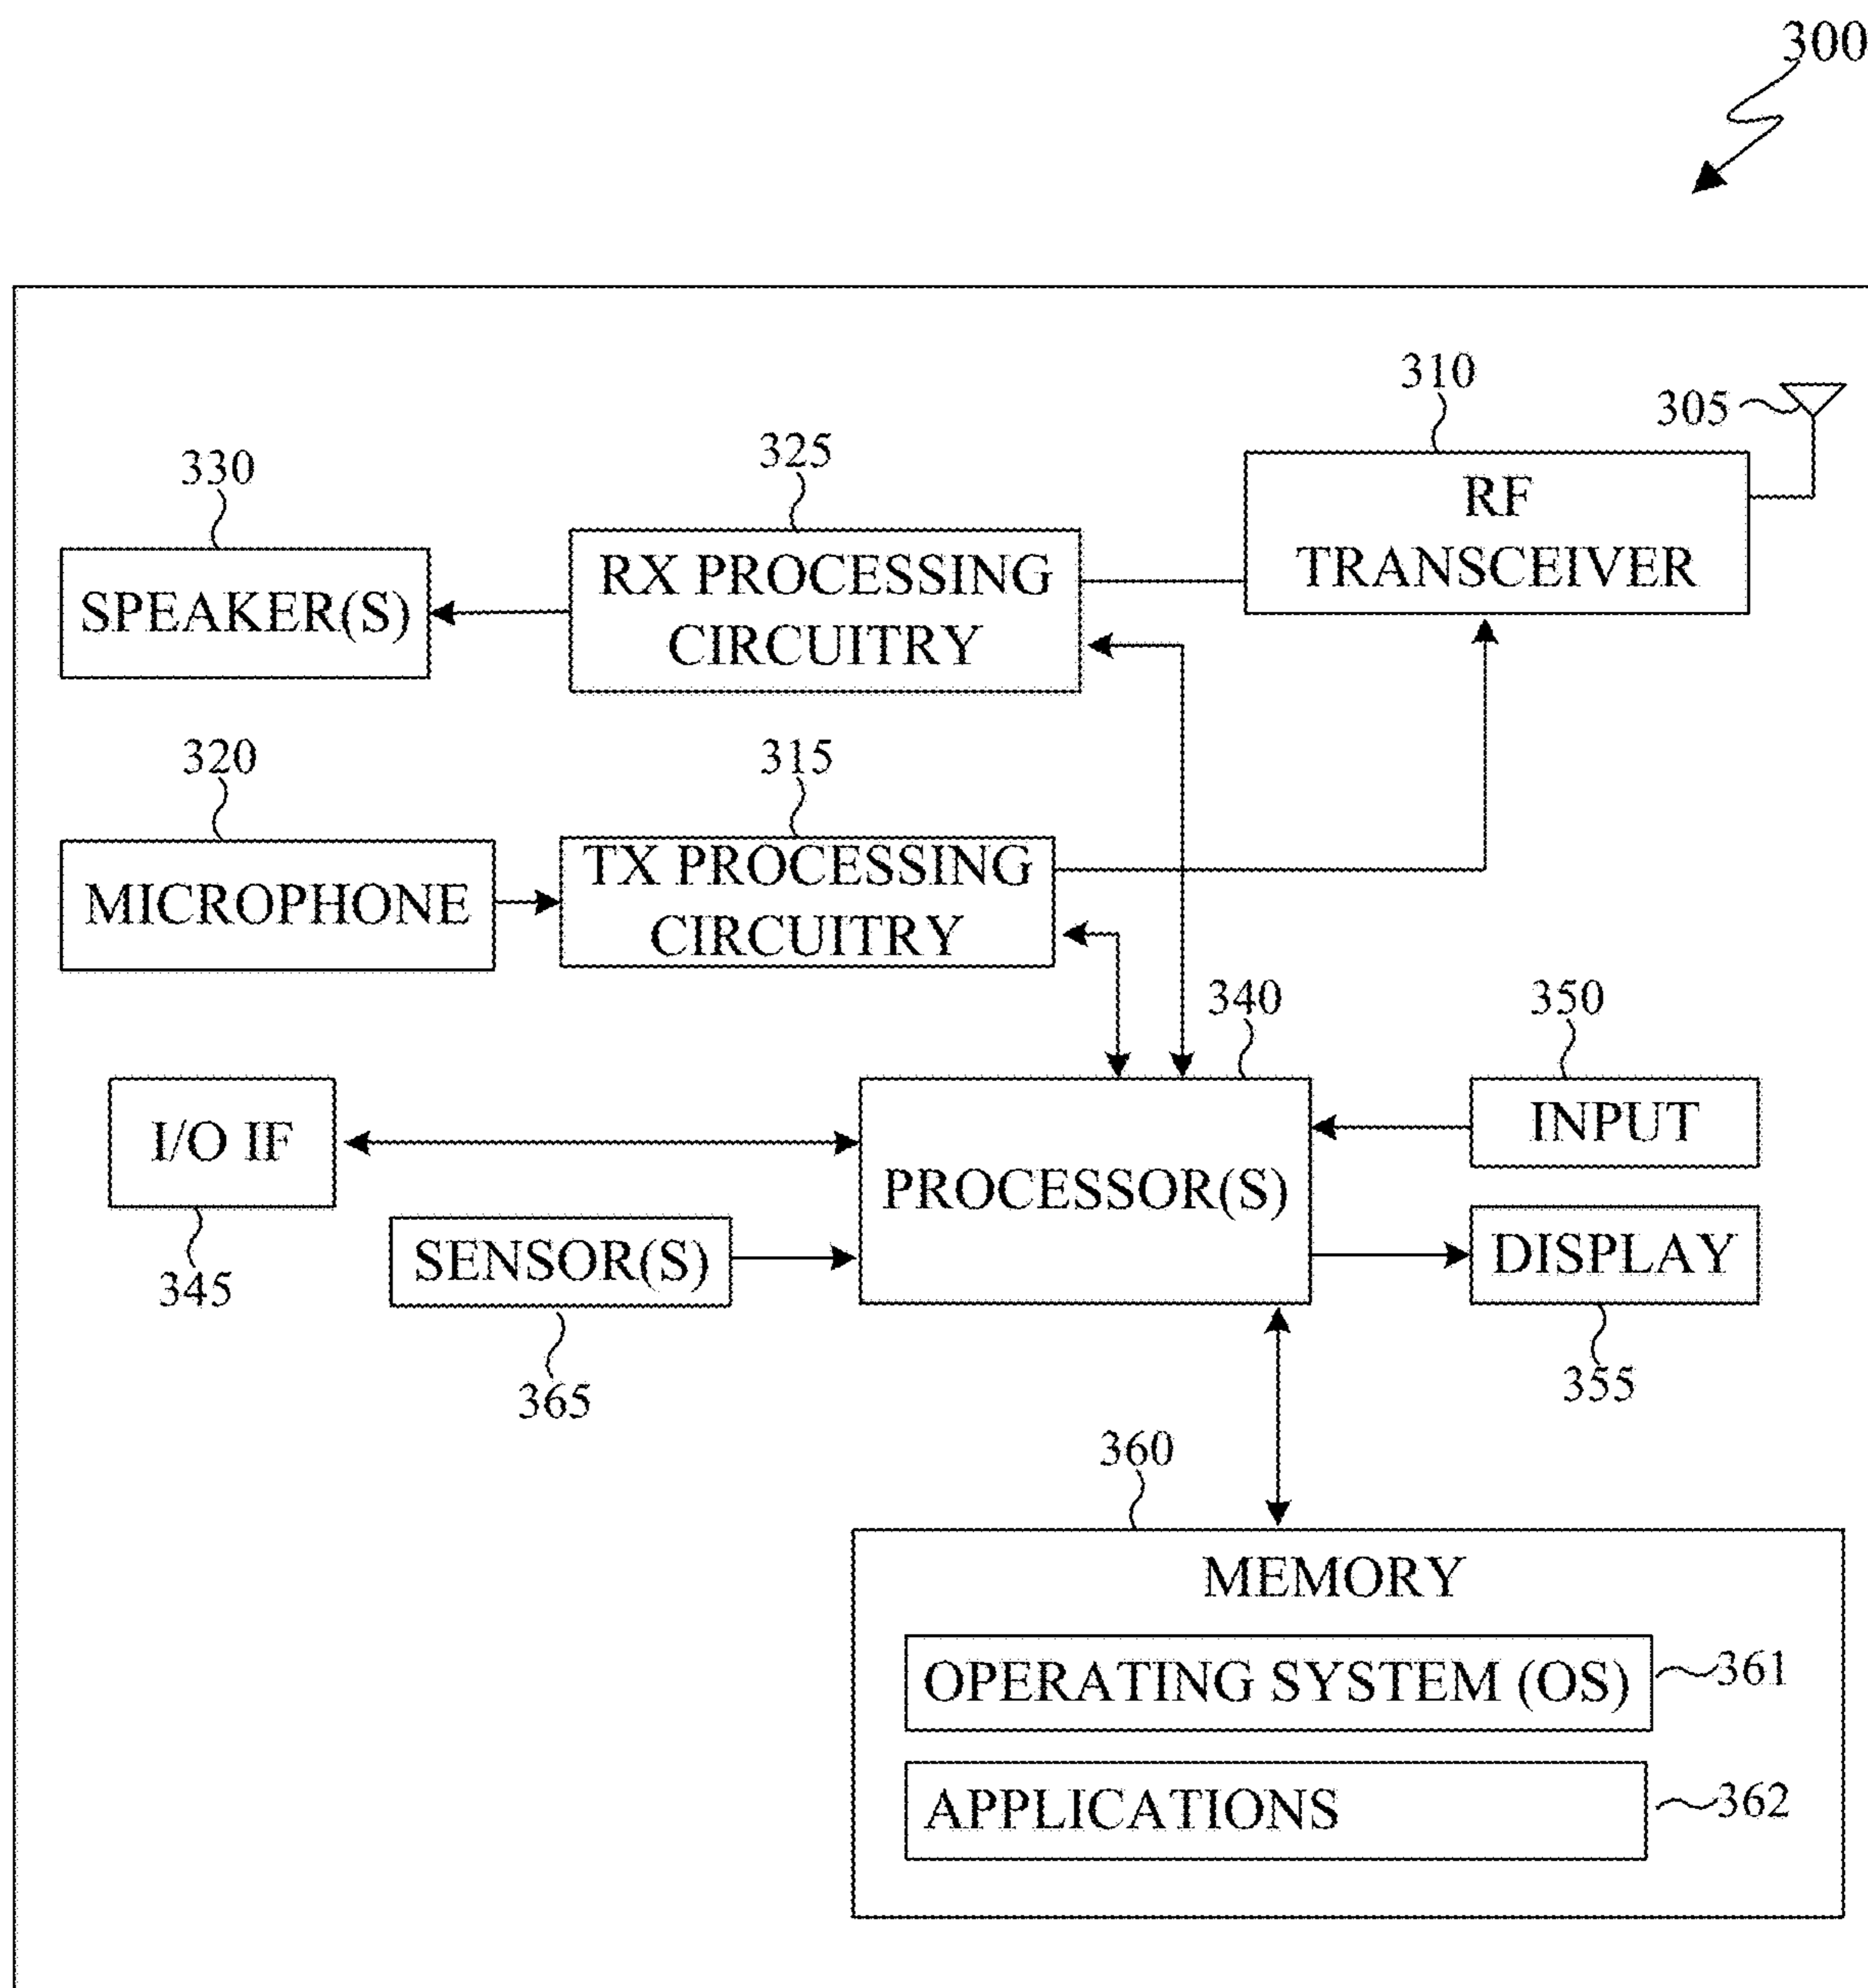 300
310
305
325
330
RF
TRANSCEIVER
RX PROCESSING
CIRCUITRY
SPEAKER(S)
320
315
MICROPHONE
TX PROCESSING
CIRCUITRY
340
350
I/O IF
INPUT
PROCESSOR(S)
SENSOR(S)
DISPLAY
345
365
355
360
MEMORY
OPERATING SYSTEM (OS)
361
APPLICATIONS
362